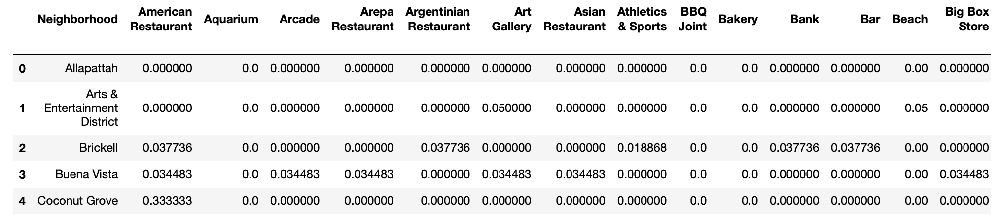 Neighborhood American Restaurant Aquarium Arcade Arepa Restaurant Argentinian Restaurant Art Gallery Asian Restaurant Athletics & Sports BBQ Joint Bakery Bank Bar Beach Big Box Store
0 Allapattah 0.000000 0.0 0.000000 0.000000 0.000000 0.000000 0.000000 0.000000 0.0 0.0 0.000000 0.000000 0.00 0.000000
1 Arts & Entertainment District 0.000000 0.0 0.000000 0.000000 0.000000 0.050000 0.000000 0.000000 0.0 0.0 0.000000 0.000000 0.05 0.000000
2 Brickell 0.037736 0.0 0.000000 0.000000 0.037736 0.000000 0.000000 0.018868 0.0 0.0 0.037736 0.037736 0.00 0.000000
3 Buena Vista 0.034483 0.0 0.034483 0.034483 0.000000 0.034483 0.034483 0.000000 0.0 0.0 0.000000 0.000000 0.00 0.034483
4 Coconut Grove 0.333333 0.0 0.000000 0.000000 0.000000 0.000000 0.000000 0.000000 0.0 0.0 0.000000 0.000000 0.00 0.000000